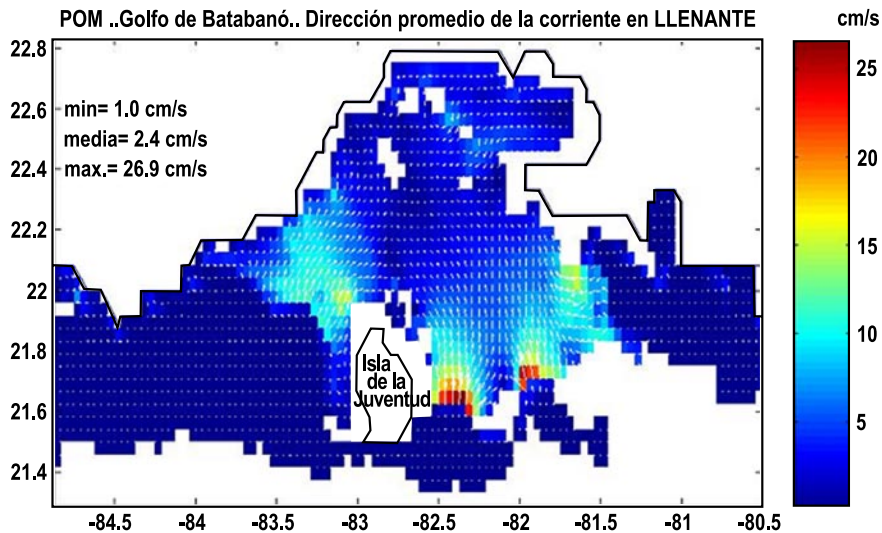 POM ..Golfo de Batabanó.. Dirección promedio de la corriente en LLENANTE
cm/s
22.8
22.6
22.4
22.2
22
21.8
21.6
21.4
min= 1.0 cm/s
media= 2.4 cm/s
max.= 26.9 cm/s
Isla
de la
Juventud
-84.5
-84
-83.5
-83
-82.5
-82
-81.5
-81
-80.5
25
20
15
10
5